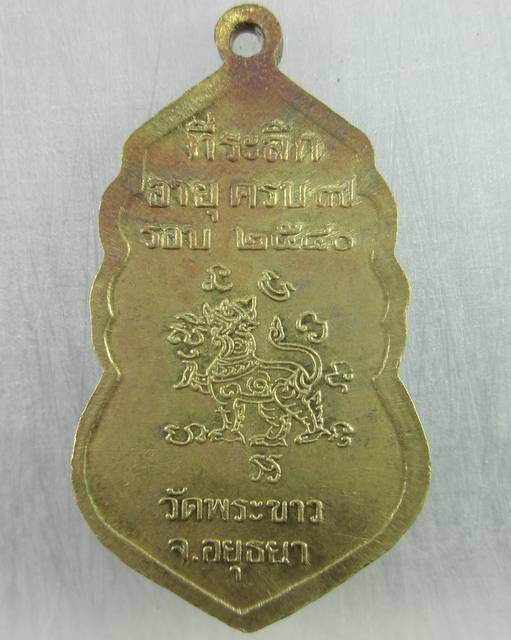 ที่ระลึก
อายุ ครบ ๗
รอบ ๒๕๔๐
วัดพระขาว
จ.อยุธยา